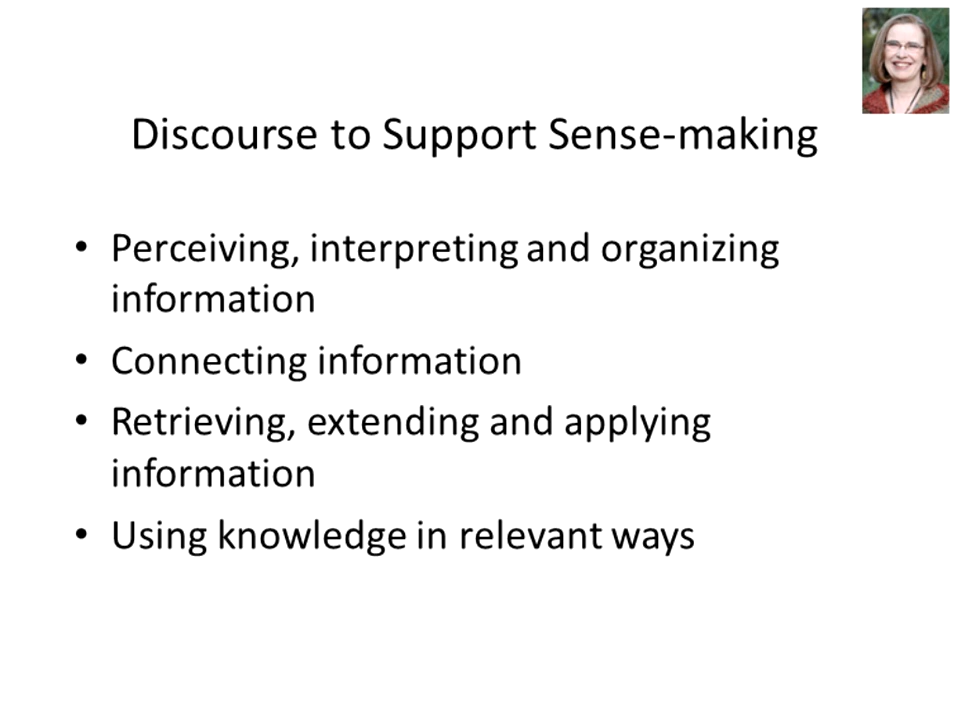 Discourse to Support Sense-making
• Perceiving, interpreting and organizing
information
• Connecting information
• Retrieving, extending and applying
information
• Using knowledge in relevant ways